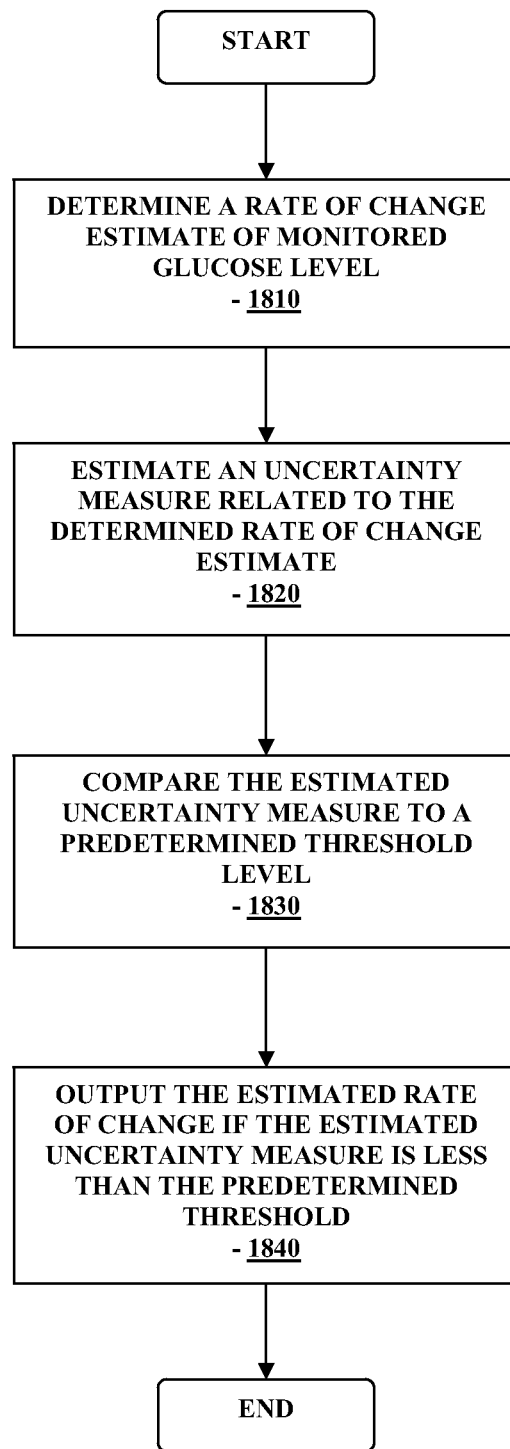 START
DETERMINE A RATE OF CHANGE
ESTIMATE OF MONITORED
GLUCOSE LEVEL
- 1810
ESTIMATE AN UNCERTAINTY
MEASURE RELATED TO THE
DETERMINED RATE OF CHANGE
ESTIMATE
- 1820
COMPARE THE ESTIMATED
UNCERTAINTY MEASURE TO A
PREDETERMINED THRESHOLD
LEVEL
- 1830
OUTPUT THE ESTIMATED RATE
OF CHANGE IF THE ESTIMATED
UNCERTAINTY MEASURE IS LESS
THAN THE PREDETERMINED
THRESHOLD
- 1840
END